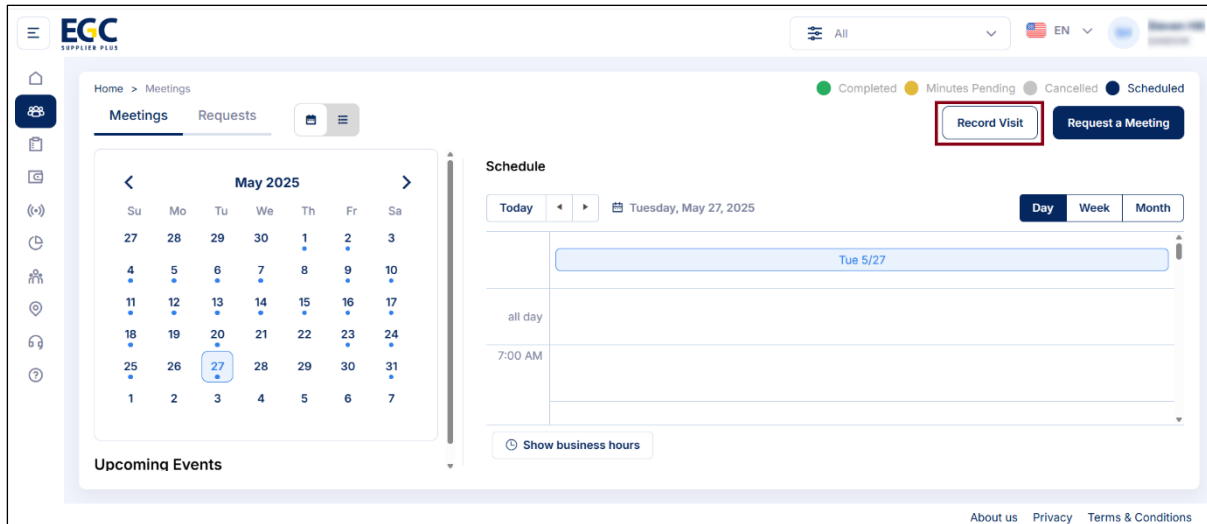 EGC
SUPPLIER PLUS
All
EN
Home > Meetings
Completed Minutes Pending Cancelled Scheduled
Meetings Requests
Record Visit Request a Meeting
May 2025
Su Mo Tu We Th Fr Sa
27 28 29 30 1 2 3
4 5 6 7 8 9 10
11 12 13 14 15 16 17
18 19 20 21 22 23 24
25 26 27 28 29 30 31
1 2 3 4 5 6 7
Upcoming Events
Schedule
Today Tuesday, May 27, 2025 Day Week Month
Tue 5/27
all day
7:00 AM
Show business hours
About us Privacy Terms & Conditions